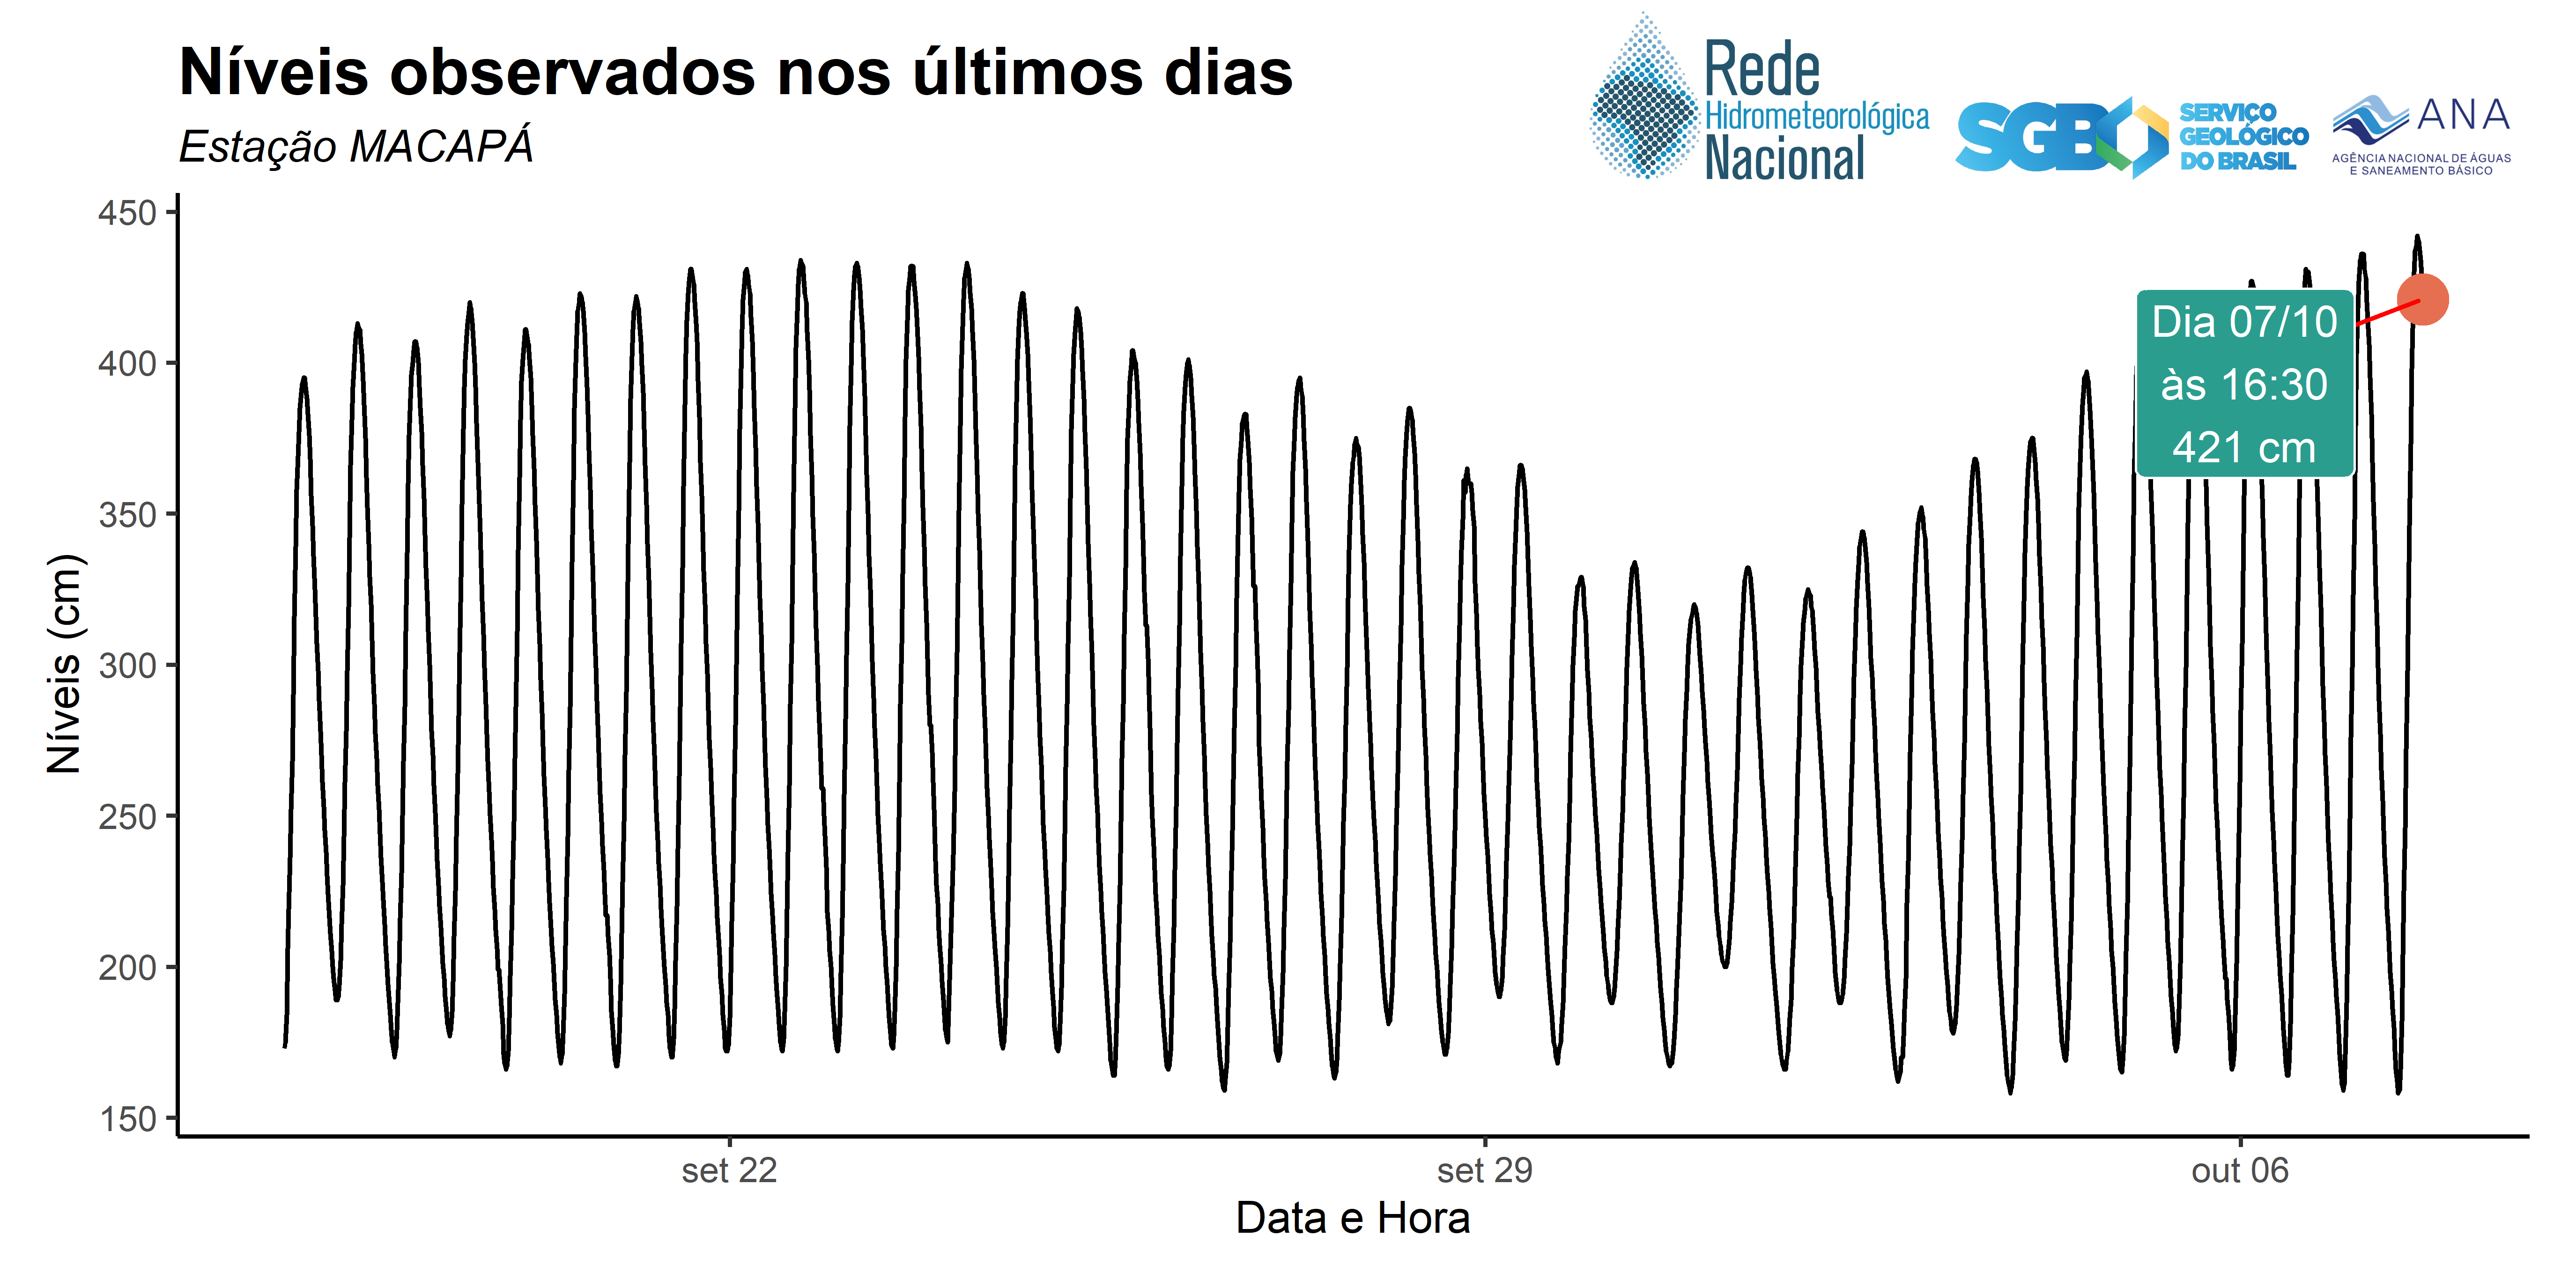 Níveis observados nos últimos dias
Estação MACAPÁ
Rede
Hidrometeorológica
Nacional
SGB
SERVIÇO
GEOLÓGICO
DO BRASIL
ANA
AGÊNCIA NACIONAL DE ÁGUAS
E SANEAMENTO BÁSICO
Níveis (cm)
450
400
350
300
250
200
150
Dia 07/10
às 16:30
421 cm
set 22
set 29
out 06
Data e Hora